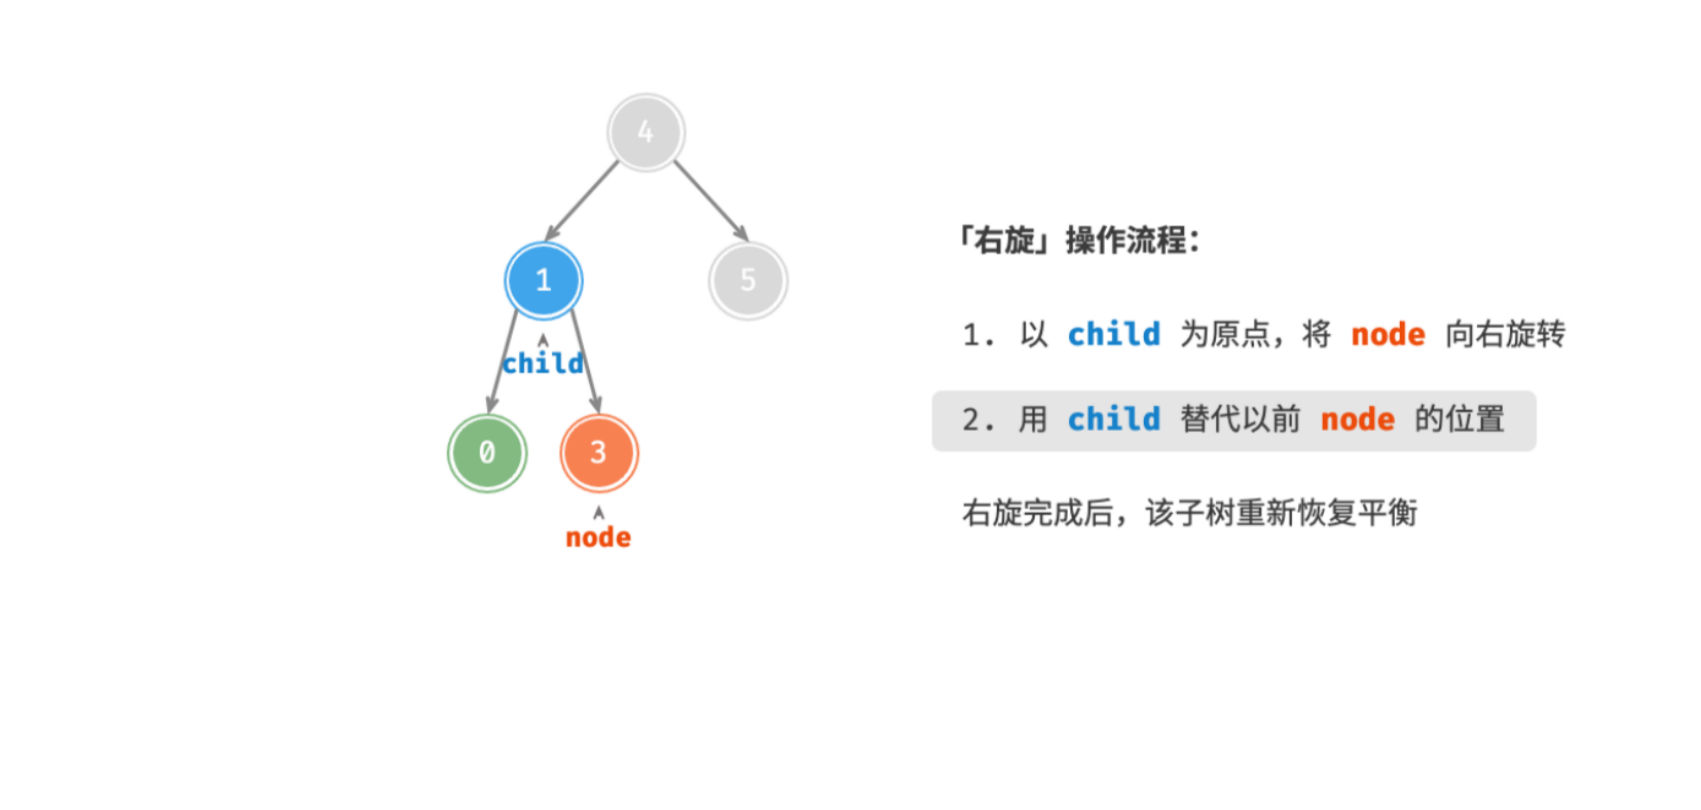 4
1
5
child
0
3
node
「右旋」操作流程：
1. 以 child 为原点，将 node 向右旋转
2. 用 child 替代以前 node 的位置
右旋完成后，该子树重新恢复平衡